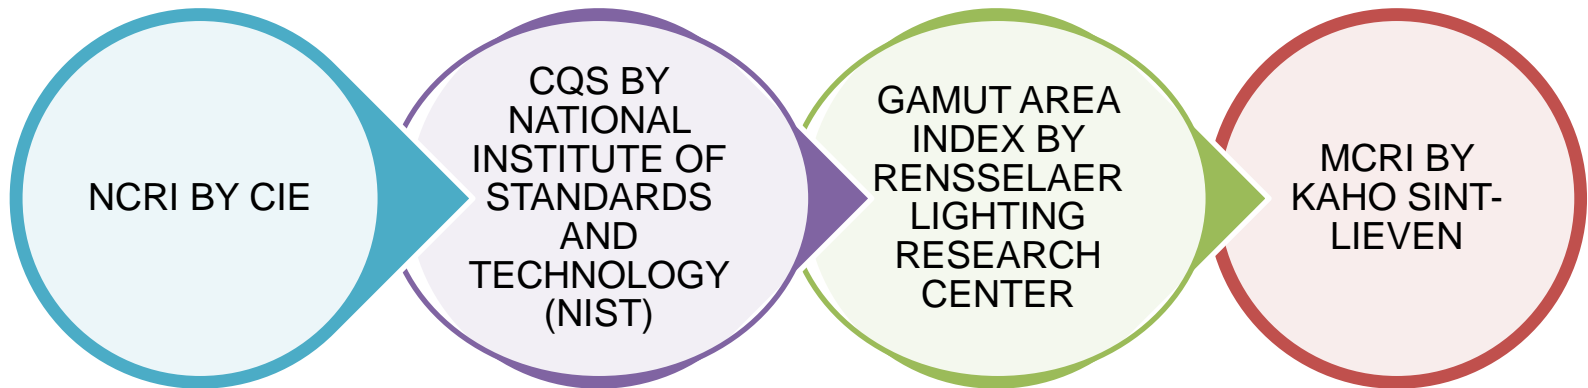 NCRI BY CIE
CQS BY
NATIONAL
INSTITUTE OF
STANDARDS
AND
TECHNOLOGY
(NIST)
GAMUT AREA
INDEX BY
RENSSELAER
LIGHTING
RESEARCH
CENTER
MCRI BY
KAHO SINT-
LIEVEN